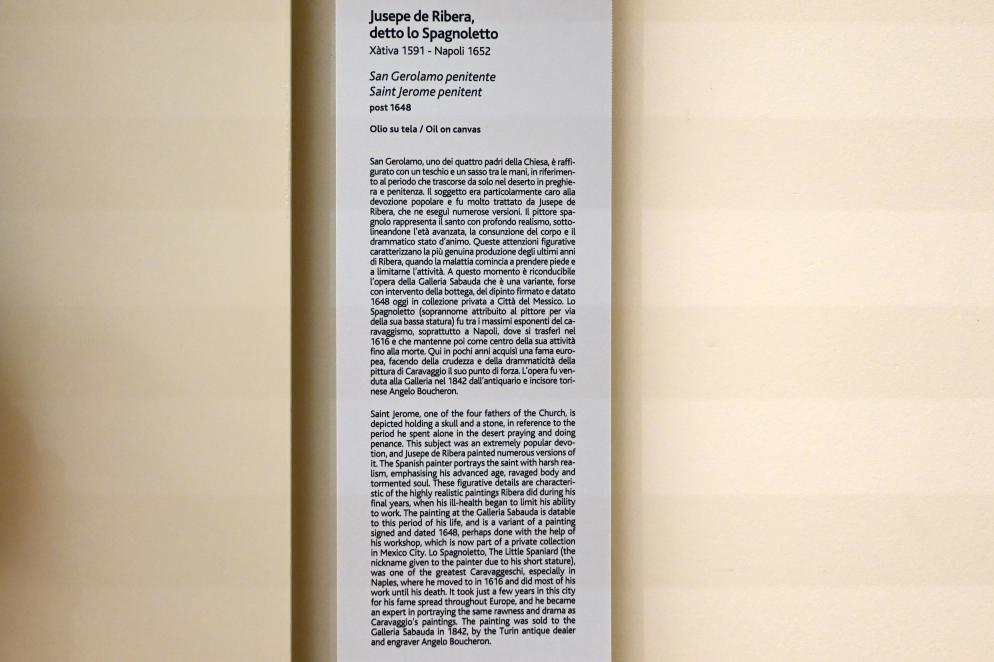 Jusepe de Ribera,
detto lo Spagnoletto
Xàtiva 1591 - Napoli 1652
San Gerolamo penitente
Saint Jerome penitent
post 1648
Olio su tela / Oil on canvas
San Gerolamo, uno dei quattro padri della Chiesa, è raffi-
gurato con un teschio e un sasso tra le mani, in riferimen-
to al periodo che trascorse da solo nel deserto in preghie-
ra e penitenza. Il soggetto era particolarmente caro alla
devozione popolare e fu molto trattato da Jusepe de
Ribera, che ne eseguì numerose versioni. Il pittore spa-
gnolo rappresenta il santo con profondo realismo, sotto-
lineandone l'età avanzata, la consunzione del corpo e il
drammatico stato d'animo. Queste attenzioni figurative
caratterizzano la più genuina produzione degli ultimi anni
di Ribera, quando la malattia comincia a prendere piede e
a limitarne l'attività. A questo momento è riconducibile
l'opera della Galleria Sabauda che è una variante, forse
con intervento della bottega, del dipinto firmato e datato
1648 oggi in collezione privata a Città del Messico. Lo
Spagnoletto (soprannome attribuito al pittore per via
della sua bassa statura) fu tra i massimi esponenti del ca-
ravaggismo, soprattutto a Napoli, dove si trasferì nel
1616 e che mantenne poi come centro della sua attività
fino alla morte. Qui in pochi anni acquisì una fama euro-
pea, facendo della crudezza e della drammaticità della
pittura di Caravaggio il suo punto di forza. L'opera fu ven-
duta alla Galleria nel 1842 dall'antiquario e incisore tori-
nese Angelo Boucheron.
Saint Jerome, one of the four fathers of the Church, is
depicted holding a skull and a stone, in reference to the
period he spent alone in the desert praying and doing
penance. This subject was an extremely popular devo-
tion, and Jusepe de Ribera painted numerous versions of
it. The Spanish painter portrays the saint with harsh rea-
lism, emphasising his advanced age, ravaged body and
tormented soul. These figurative details are characteri-
stic of the highly realistic paintings Ribera did during his
final years, when his ill-health began to limit his ability
to work. The painting at the Galleria Sabauda is datable
to this period of his life, and is a variant of a painting
signed and dated 1648, perhaps done with the help of
his workshop, which is now part of a private collection
in Mexico City. Lo Spagnoletto, The Little Spaniard (the
nickname given to the painter due to his short stature),
was one of the greatest Caravaggeschi, especially in
Naples, where he moved to in 1616 and did most of his
work until his death. It took just a few years in this city
for his fame spread throughout Europe, and he became
an expert in portraying the same rawness and drama as
Caravaggio's paintings. The painting was sold to the
Galleria Sabauda in 1842, by the Turin antique dealer
and engraver Angelo Boucheron.